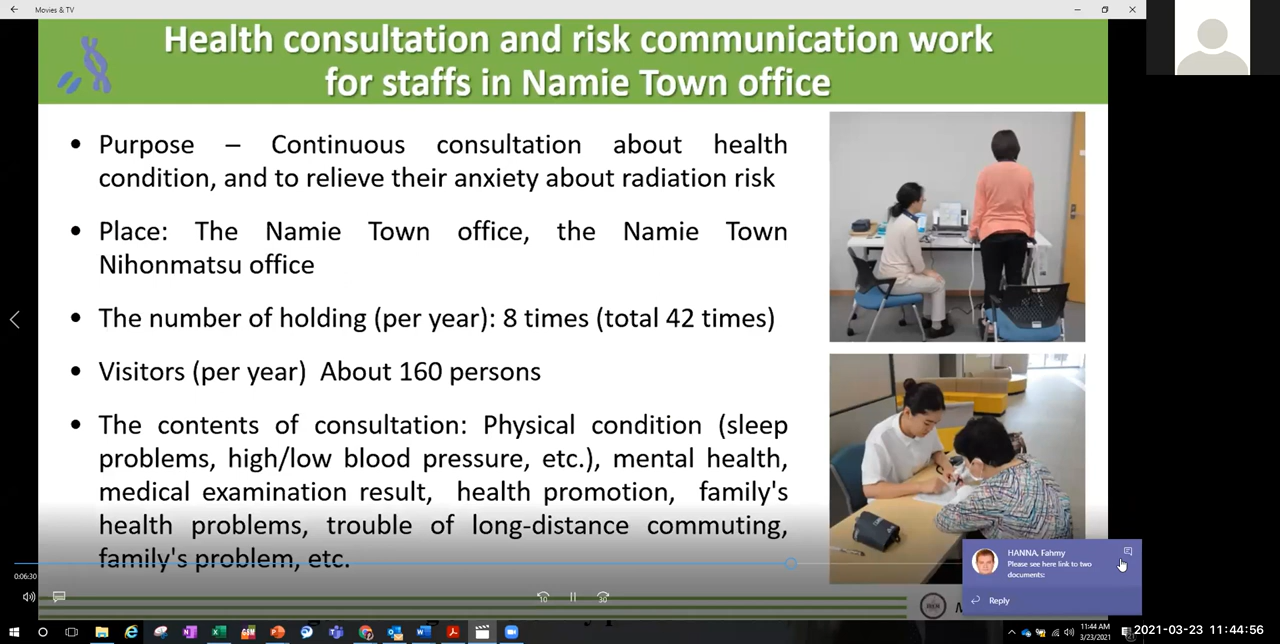 Movies & TV
Health consultation and risk communication work
for staffs in Namie Town office
• Purpose – Continuous consultation about health
condition, and to relieve their anxiety about radiation risk
• Place: The Namie Town office, the Namie Town
Nihonmatsu office
• The number of holding (per year): 8 times (total 42 times)
• Visitors (per year) About 160 persons
• The contents of consultation: Physical condition (sleep
problems, high/low blood pressure, etc.), mental health,
medical examination result, health promotion, family's
health problems, trouble of long-distance commuting,
family's problem, etc.
HANNA, Fahmy
Please see here link to two
documents:
Reply
0:06:30
10
30
11:44 AM
3/23/2021
2021-03-23 11:44:56